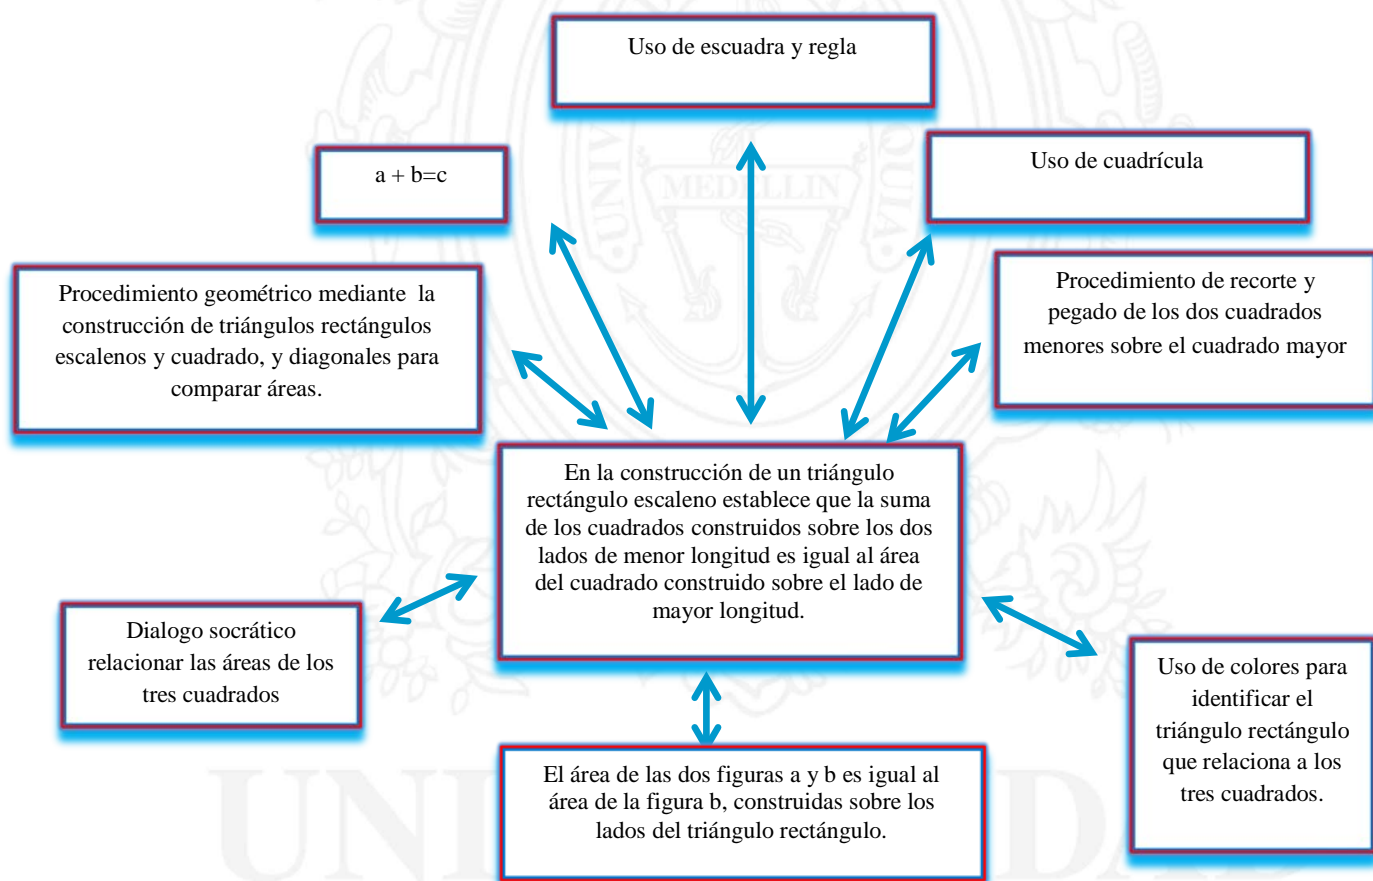 Uso de escuadra y regla
a + b=c
Uso de cuadrícula
Procedimiento geométrico mediante  la
construcción de triángulos rectángulos
escalenos y cuadrado, y diagonales para
comparar áreas.
Procedimiento de recorte y
pegado de los dos cuadrados
menores sobre el cuadrado mayor
En la construcción de un triángulo
rectángulo escaleno establece que la suma
de los cuadrados construidos sobre los dos
lados de menor longitud es igual al área
del cuadrado construido sobre el lado de
mayor longitud.
Dialogo socrático
relacionar las áreas de los
tres cuadrados
Uso de colores para
identificar el
triángulo rectángulo
que relaciona a los
tres cuadrados.
El área de las dos figuras a y b es igual al
área de la figura b, construidas sobre los
lados del triángulo rectángulo.
MEDELLIN